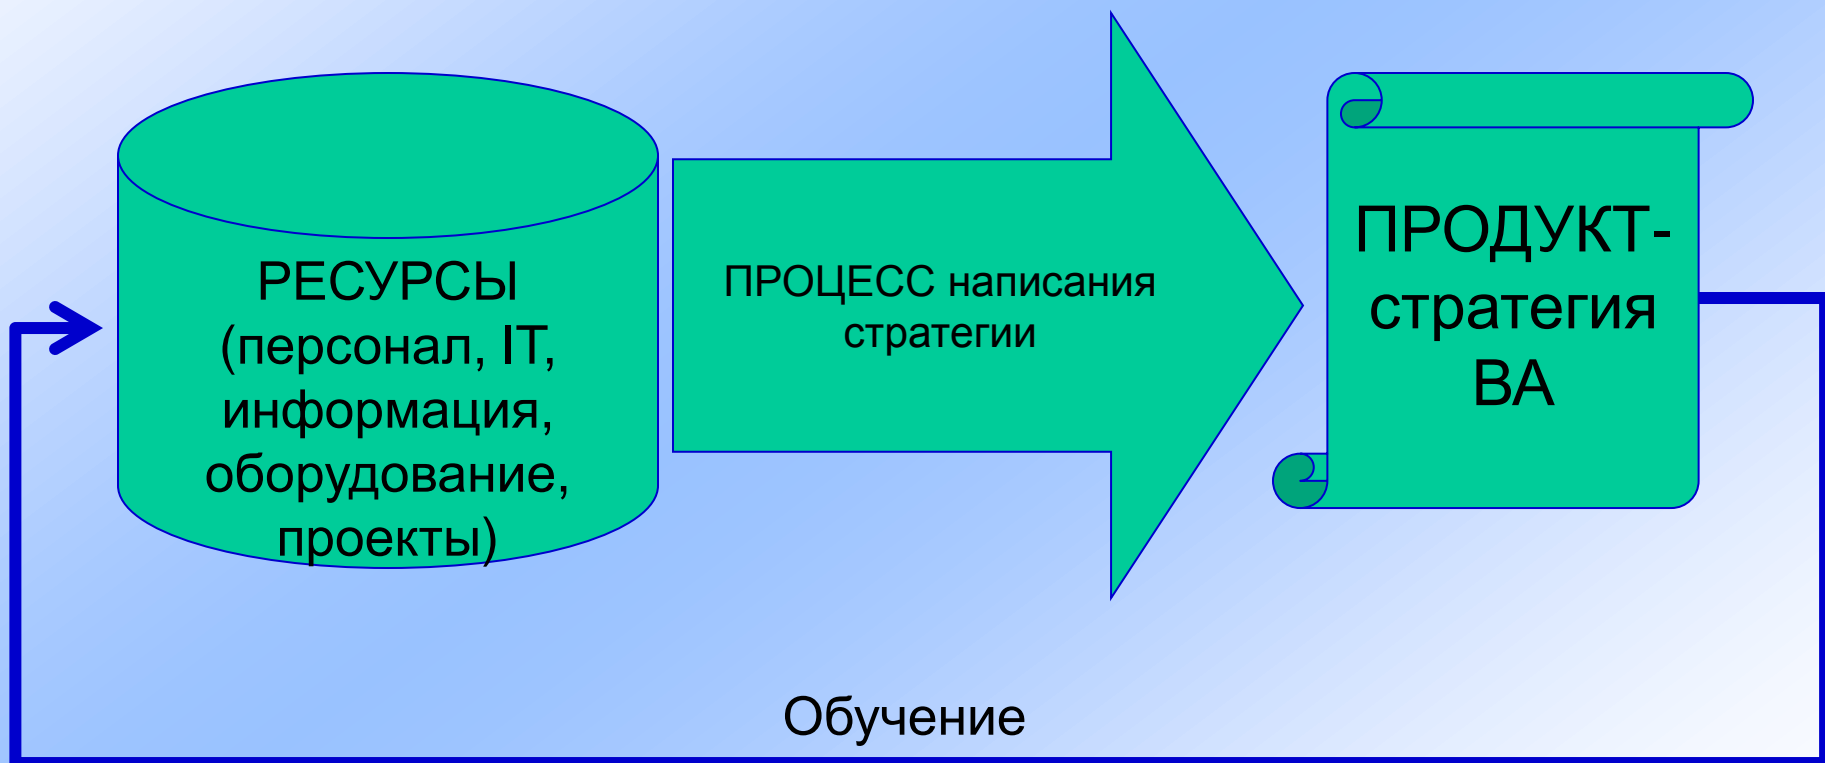 РЕСУРСЫ
(персонал, IT,
информация,
оборудование,
проекты)
ПРОЦЕСС написания
стратегии
ПРОДУКТ-
стратегия
ВА
Обучение